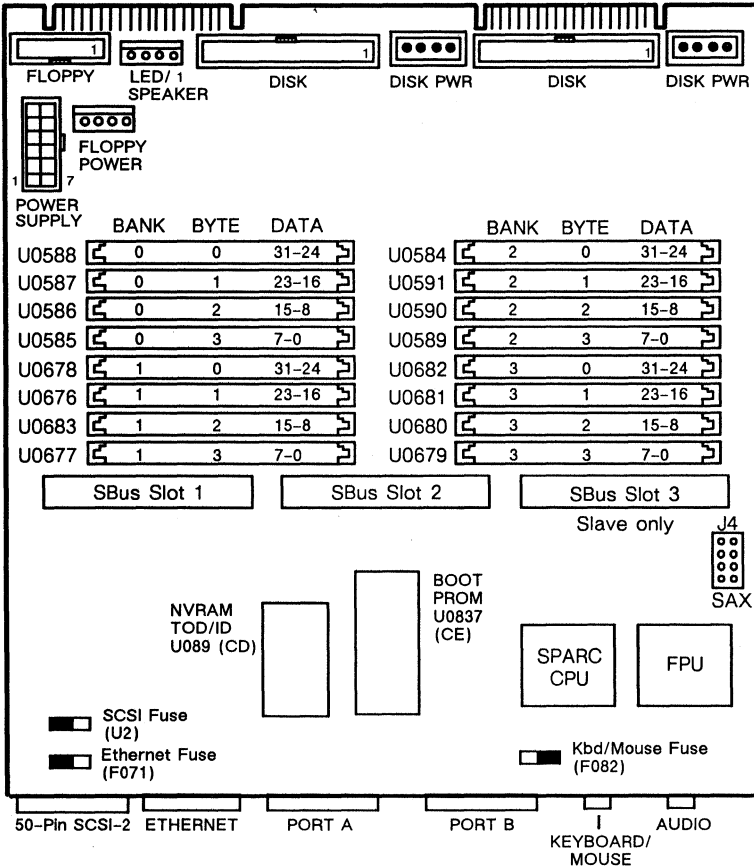 1 1 1
FLOPPY LED/ 1 SPEAKER DISK DISK PWR DISK DISK PWR
FLOPPY
POWER
1 7
POWER
SUPPLY
BANK BYTE DATA BANK BYTE DATA
U0588 0 0 31-24 U0584 2 0 31-24
U0587 0 1 23-16 U0591 2 1 23-16
U0586 0 2 15-8 U0590 2 2 15-8
U0585 0 3 7-0 U0589 2 3 7-0
U0678 1 0 31-24 U0682 3 0 31-24
U0676 1 1 23-16 U0681 3 1 23-16
U0683 1 2 15-8 U0680 3 2 15-8
U0677 1 3 7-0 U0679 3 3 7-0
SBus Slot 1 SBus Slot 2 SBus Slot 3
Slave only
J4
SAX
NVRAM
TOD/ID
U089 (CD)
BOOT
PROM
U0837
(CE)
SPARC
CPU
FPU
SCSI Fuse
(U2)
Ethernet Fuse
(F071)
Kbd/Mouse Fuse
(F082)
50-Pin SCSI-2 ETHERNET PORT A PORT B KEYBOARD/
MOUSE
AUDIO